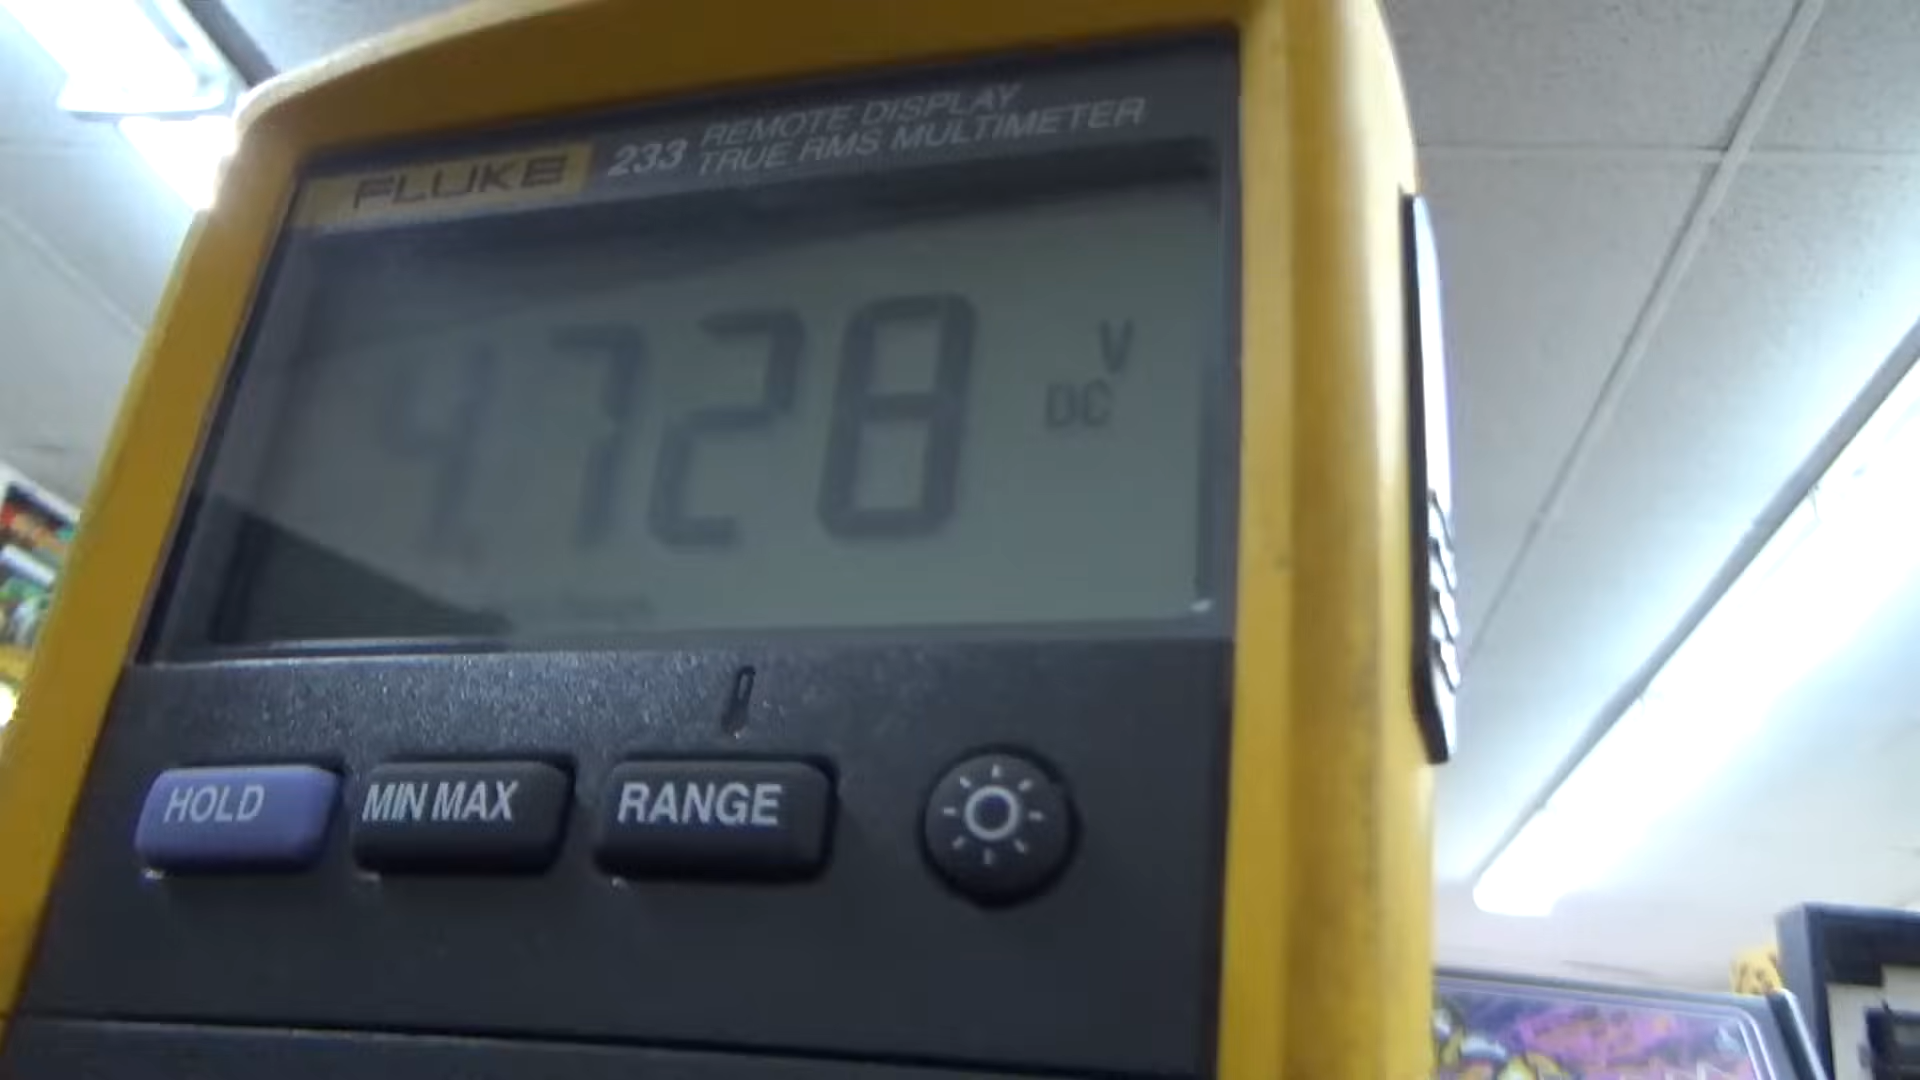 FLUKE 233 REMOTE DISPLAY
TRUE RMS MULTIMETER
4.728 V
DC
HOLD MIN MAX RANGE